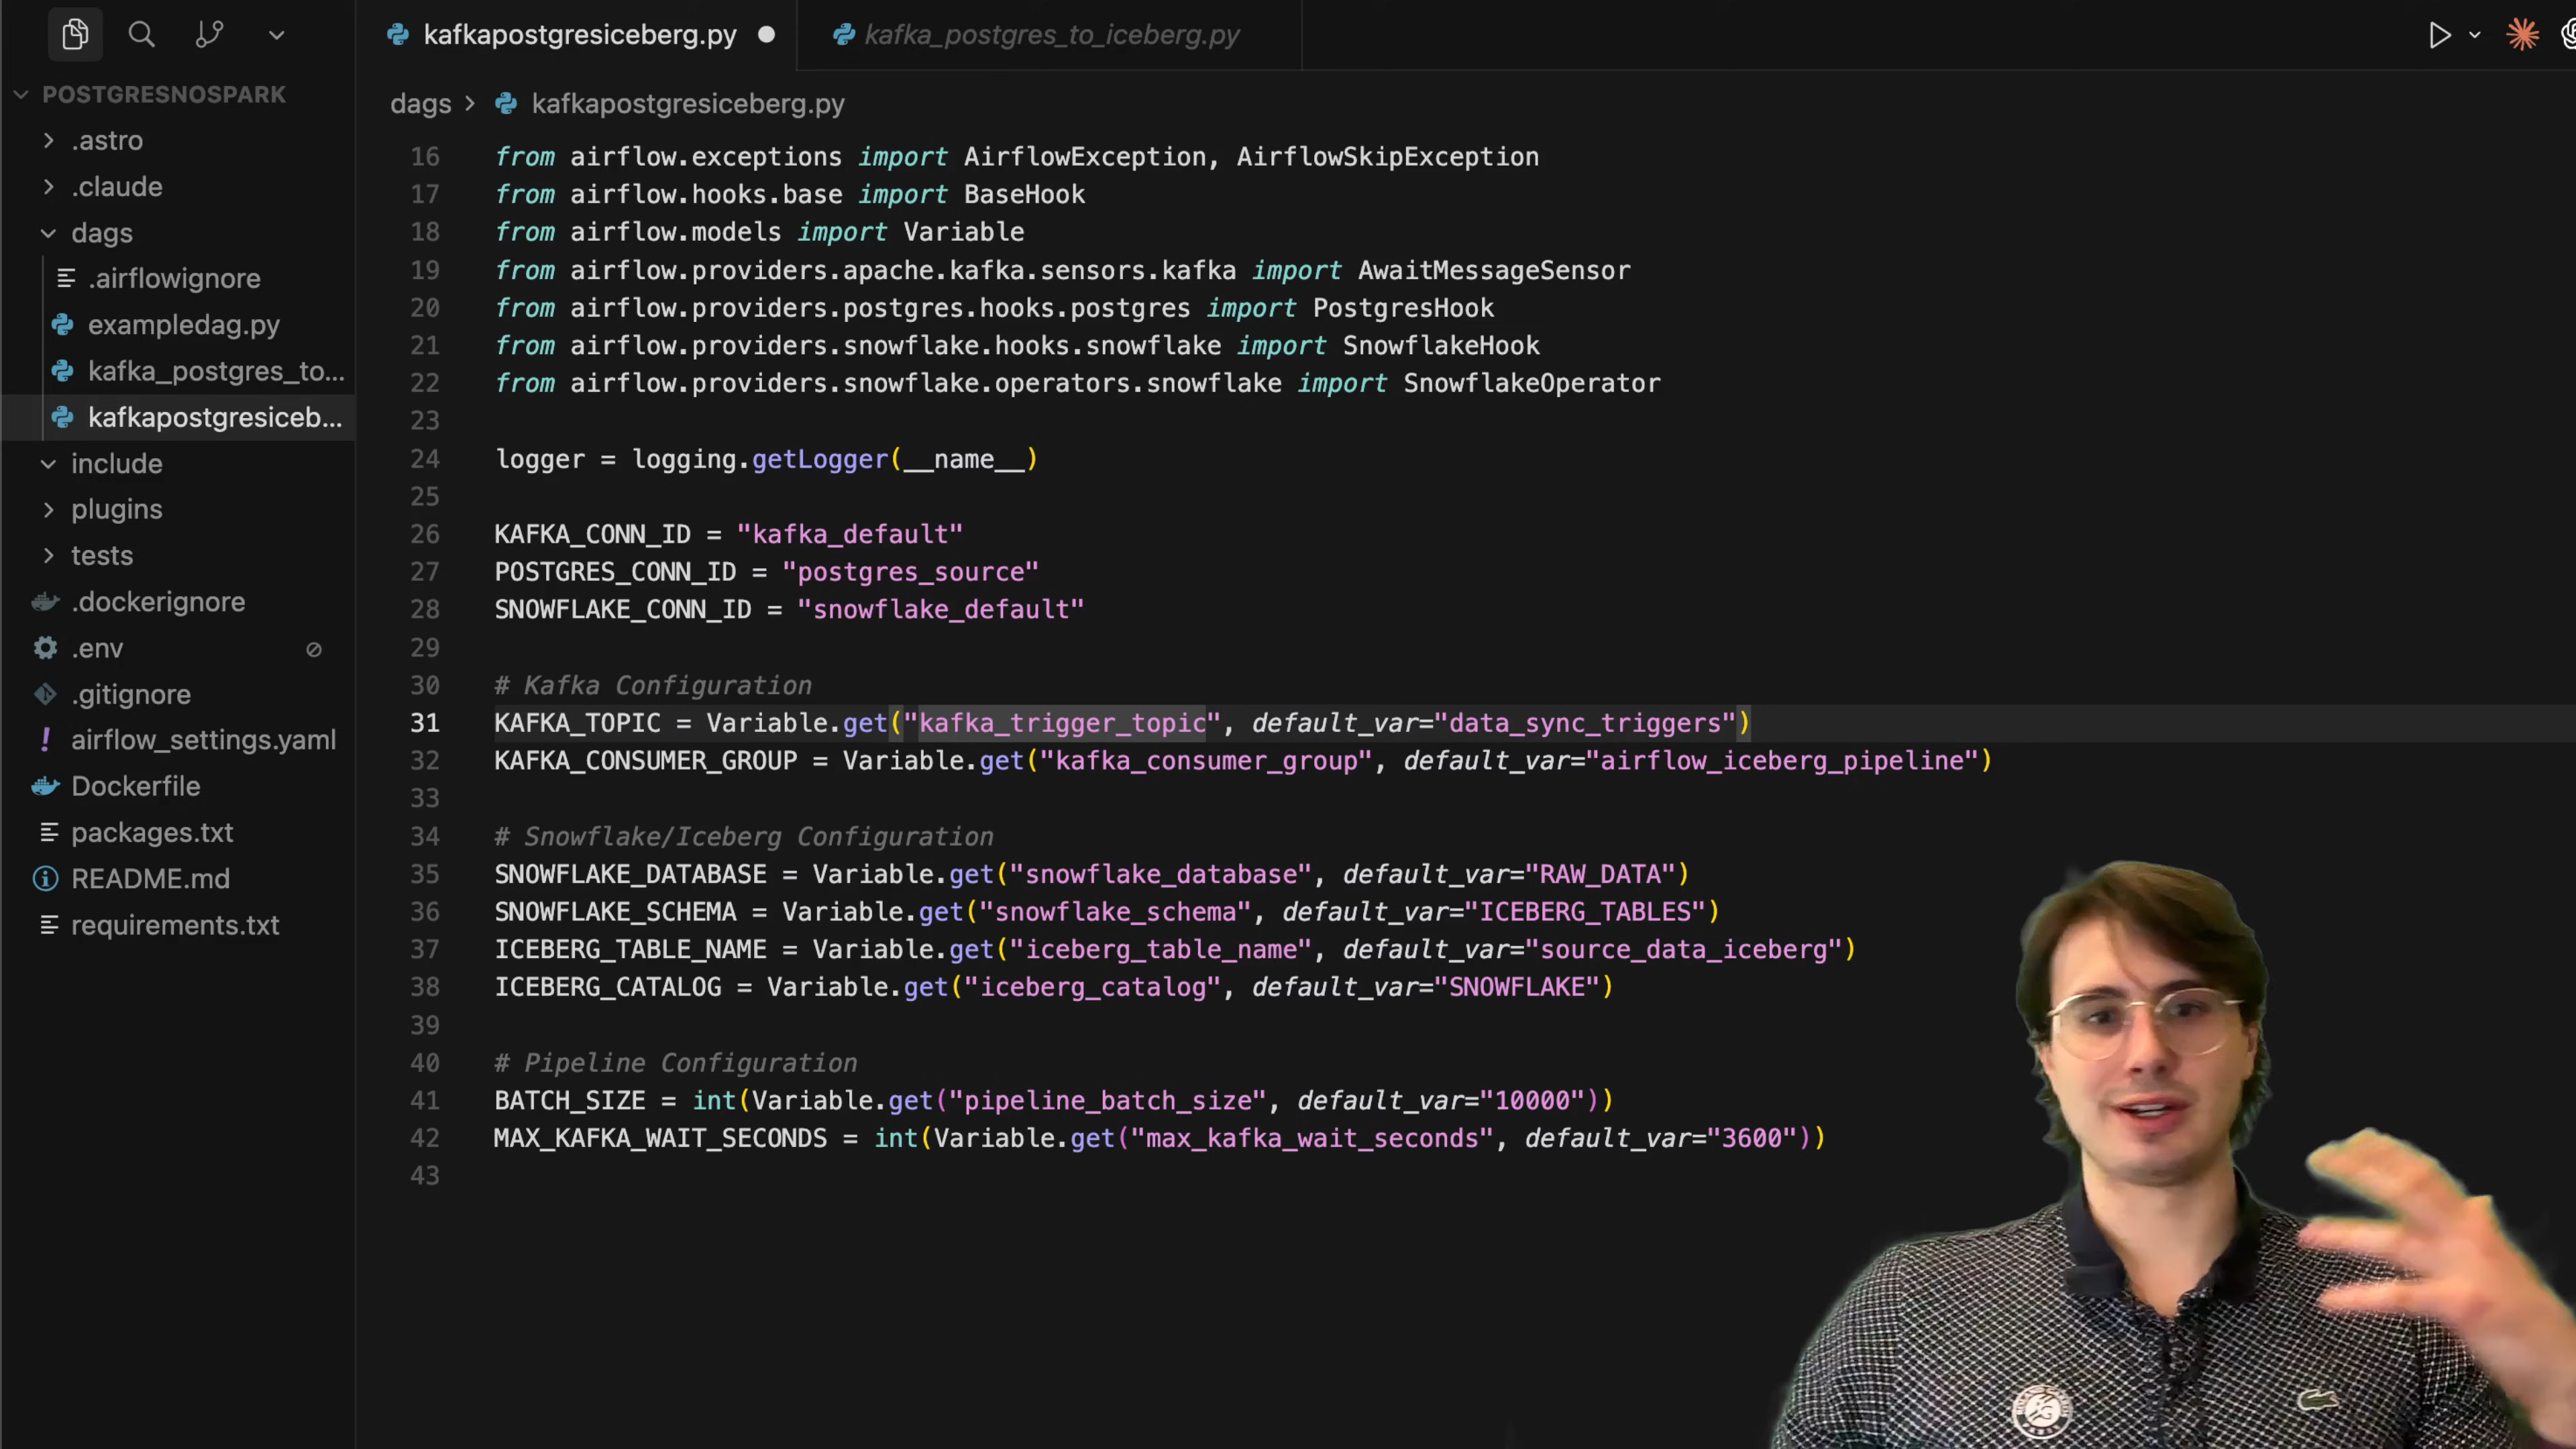 kafkapostgresiceberg.py
kafka_postgres_to_iceberg.py
POSTGRESNOSPARK
.astro
.claude
dags
.airflowignore
exampledag.py
kafka_postgres_to...
kafkapostgresiceb...
include
plugins
tests
.dockerignore
.env
.gitignore
airflow_settings.yaml
Dockerfile
packages.txt
README.md
requirements.txt
dags > kafkapostgresiceberg.py
16 from airflow.exceptions import AirflowException, AirflowSkipException
17 from airflow.hooks.base import BaseHook
18 from airflow.models import Variable
19 from airflow.providers.apache.kafka.sensors.kafka import AwaitMessageSensor
20 from airflow.providers.postgres.hooks.postgres import PostgresHook
21 from airflow.providers.snowflake.hooks.snowflake import SnowflakeHook
22 from airflow.providers.snowflake.operators.snowflake import SnowflakeOperator
23
24 logger = logging.getLogger(__name__)
25
26 KAFKA_CONN_ID = "kafka_default"
27 POSTGRES_CONN_ID = "postgres_source"
28 SNOWFLAKE_CONN_ID = "snowflake_default"
29
30 # Kafka Configuration
31 KAFKA_TOPIC = Variable.get("kafka_trigger_topic", default_var="data_sync_triggers")
32 KAFKA_CONSUMER_GROUP = Variable.get("kafka_consumer_group", default_var="airflow_iceberg_pipeline")
33
34 # Snowflake/Iceberg Configuration
35 SNOWFLAKE_DATABASE = Variable.get("snowflake_database", default_var="RAW_DATA")
36 SNOWFLAKE_SCHEMA = Variable.get("snowflake_schema", default_var="ICEBERG_TABLES")
37 ICEBERG_TABLE_NAME = Variable.get("iceberg_table_name", default_var="source_data_iceberg")
38 ICEBERG_CATALOG = Variable.get("iceberg_catalog", default_var="SNOWFLAKE")
39
40 # Pipeline Configuration
41 BATCH_SIZE = int(Variable.get("pipeline_batch_size", default_var="10000"))
42 MAX_KAFKA_WAIT_SECONDS = int(Variable.get("max_kafka_wait_seconds", default_var="3600"))
43